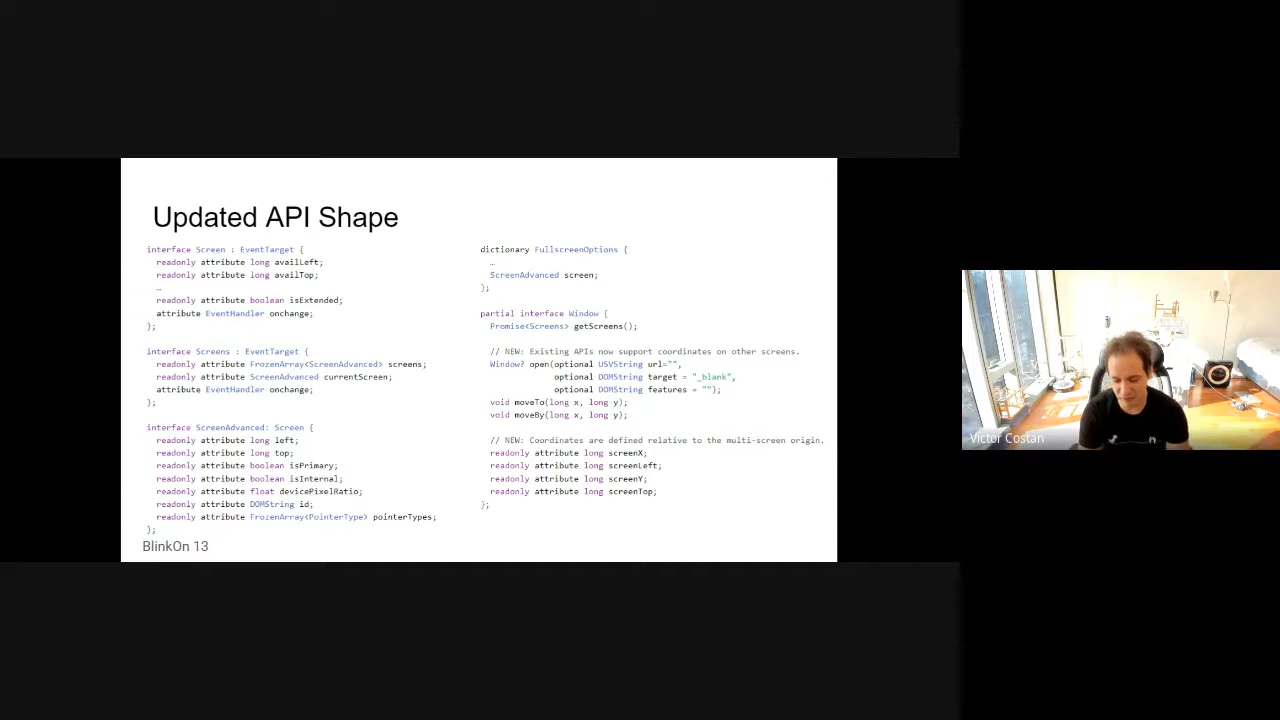 Updated API Shape
interface Screen : EventTarget {
readonly attribute long availLeft;
readonly attribute long availTop;
…
readonly attribute boolean isExtended;
attribute EventHandler onchange;
};
interface Screens : EventTarget {
readonly attribute FrozenArray<ScreenAdvanced> screens;
readonly attribute ScreenAdvanced currentScreen;
attribute EventHandler onchange;
};
interface ScreenAdvanced: Screen {
readonly attribute long left;
readonly attribute long top;
readonly attribute boolean isPrimary;
readonly attribute boolean isInternal;
readonly attribute float devicePixelRatio;
readonly attribute DOMString id;
readonly attribute FrozenArray<PointerType> pointerTypes;
};
BlinkOn 13
dictionary FullscreenOptions {
…
ScreenAdvanced screen;
};
partial interface Window {
Promise<Screens> getScreens();
// NEW: Existing APIs now support coordinates on other screens.
Window? open(optional USVString url="",
optional DOMString target = "_blank",
optional DOMString features = "");
void moveTo(long x, long y);
void moveBy(long x, long y);
// NEW: Coordinates are defined relative to the multi-screen origin.
readonly attribute long screenX;
readonly attribute long screenLeft;
readonly attribute long screenY;
readonly attribute long screenTop;
};
Victor Costan